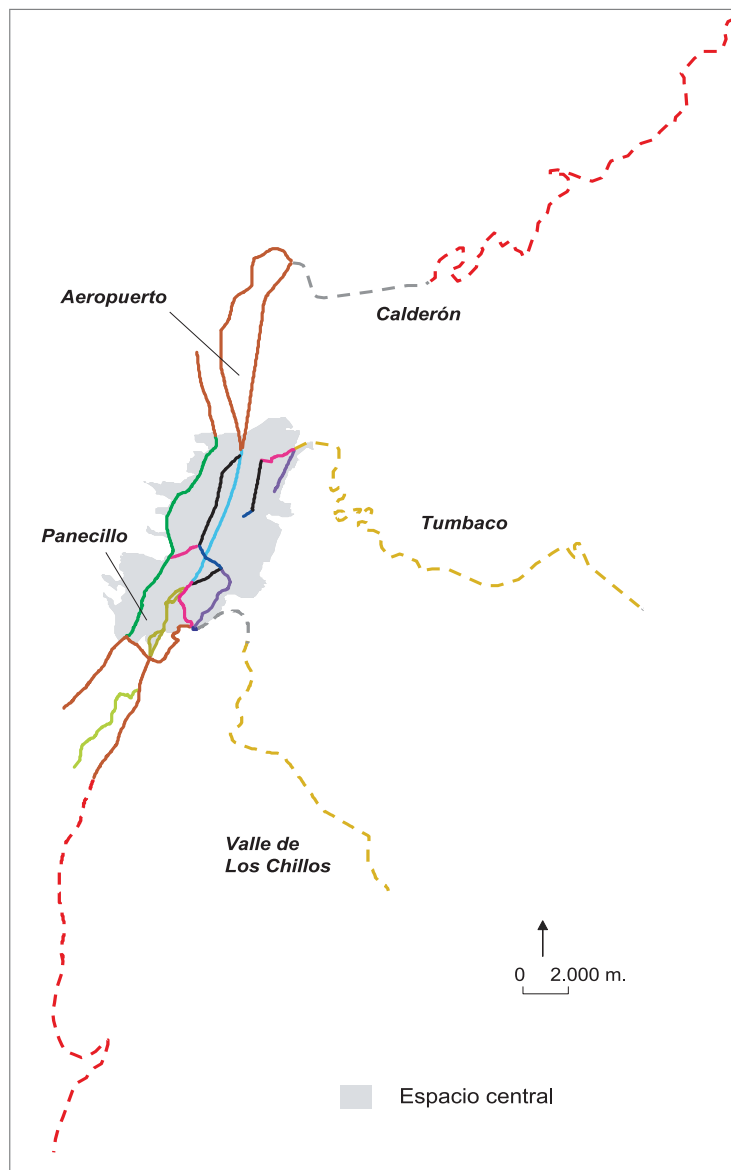 Aeropuerto
Calderón
Panecillo
Tumbaco
Valle de
Los Chillos
0 2.000 m.
Espacio central